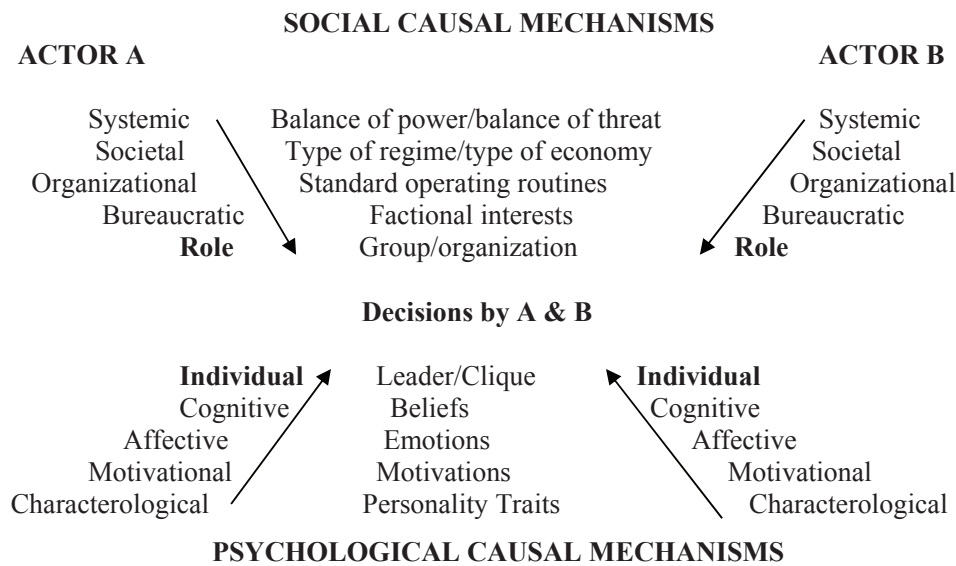 SOCIAL CAUSAL MECHANISMS
ACTOR A ACTOR B
Systemic Balance of power/balance of threat Systemic
Societal Type of regime/type of economy Societal
Organizational Standard operating routines Organizational
Bureaucratic Factional interests Bureaucratic
Role Group/organization Role
Decisions by A & B
Individual Leader/Clique Individual
Cognitive Beliefs Cognitive
Affective Emotions Affective
Motivational Motivations Motivational
Characterological Personality Traits Characterological
PSYCHOLOGICAL CAUSAL MECHANISMS